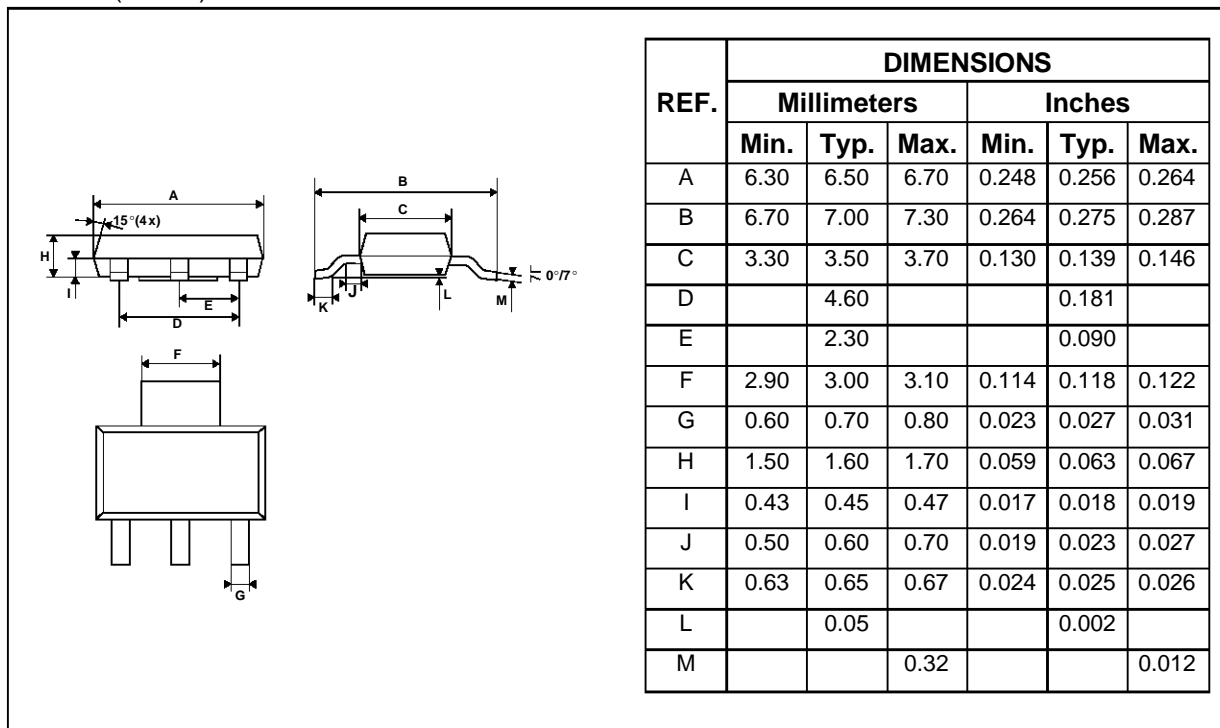 A
15°(4x)
H
I
E
D
B
C
J
K
L
M
0°/7°
F
G
REF. DIMENSIONS
Millimeters Inches
Min. Typ. Max. Min. Typ. Max.
A 6.30 6.50 6.70 0.248 0.256 0.264
B 6.70 7.00 7.30 0.264 0.275 0.287
C 3.30 3.50 3.70 0.130 0.139 0.146
D 4.60 0.181
E 2.30 0.090
F 2.90 3.00 3.10 0.114 0.118 0.122
G 0.60 0.70 0.80 0.023 0.027 0.031
H 1.50 1.60 1.70 0.059 0.063 0.067
I 0.43 0.45 0.47 0.017 0.018 0.019
J 0.50 0.60 0.70 0.019 0.023 0.027
K 0.63 0.65 0.67 0.024 0.025 0.026
L 0.05 0.002
M 0.32 0.012